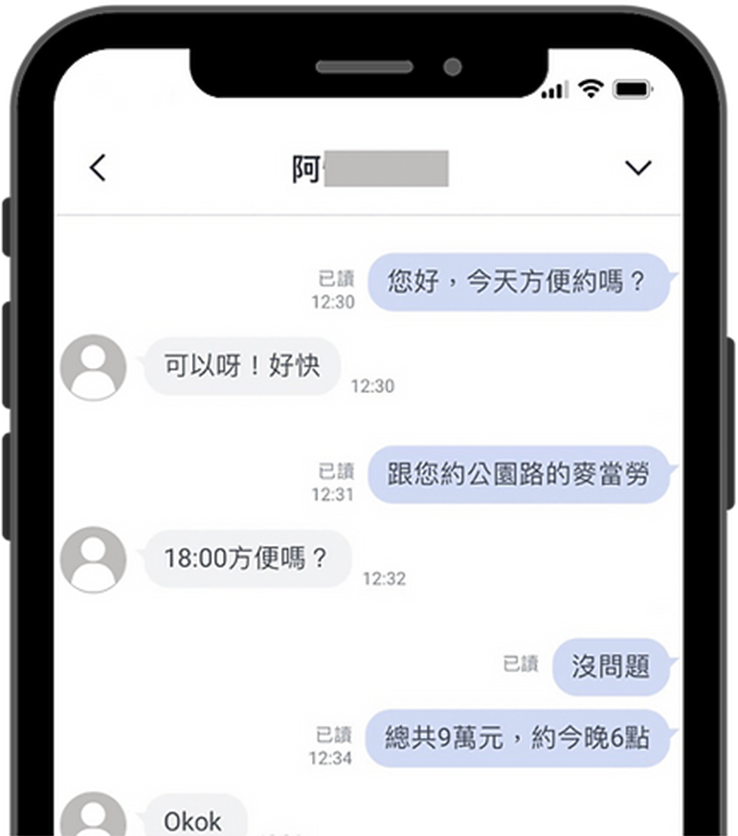 阿
您好，今天方便約嗎？
已讀
12:30
可以呀！好快
12:30
跟您約公園路的麥當勞
已讀
12:31
18:00方便嗎？
12:32
已讀
沒問題
總共9萬元，約今晚6點
已讀
12:34
Okok